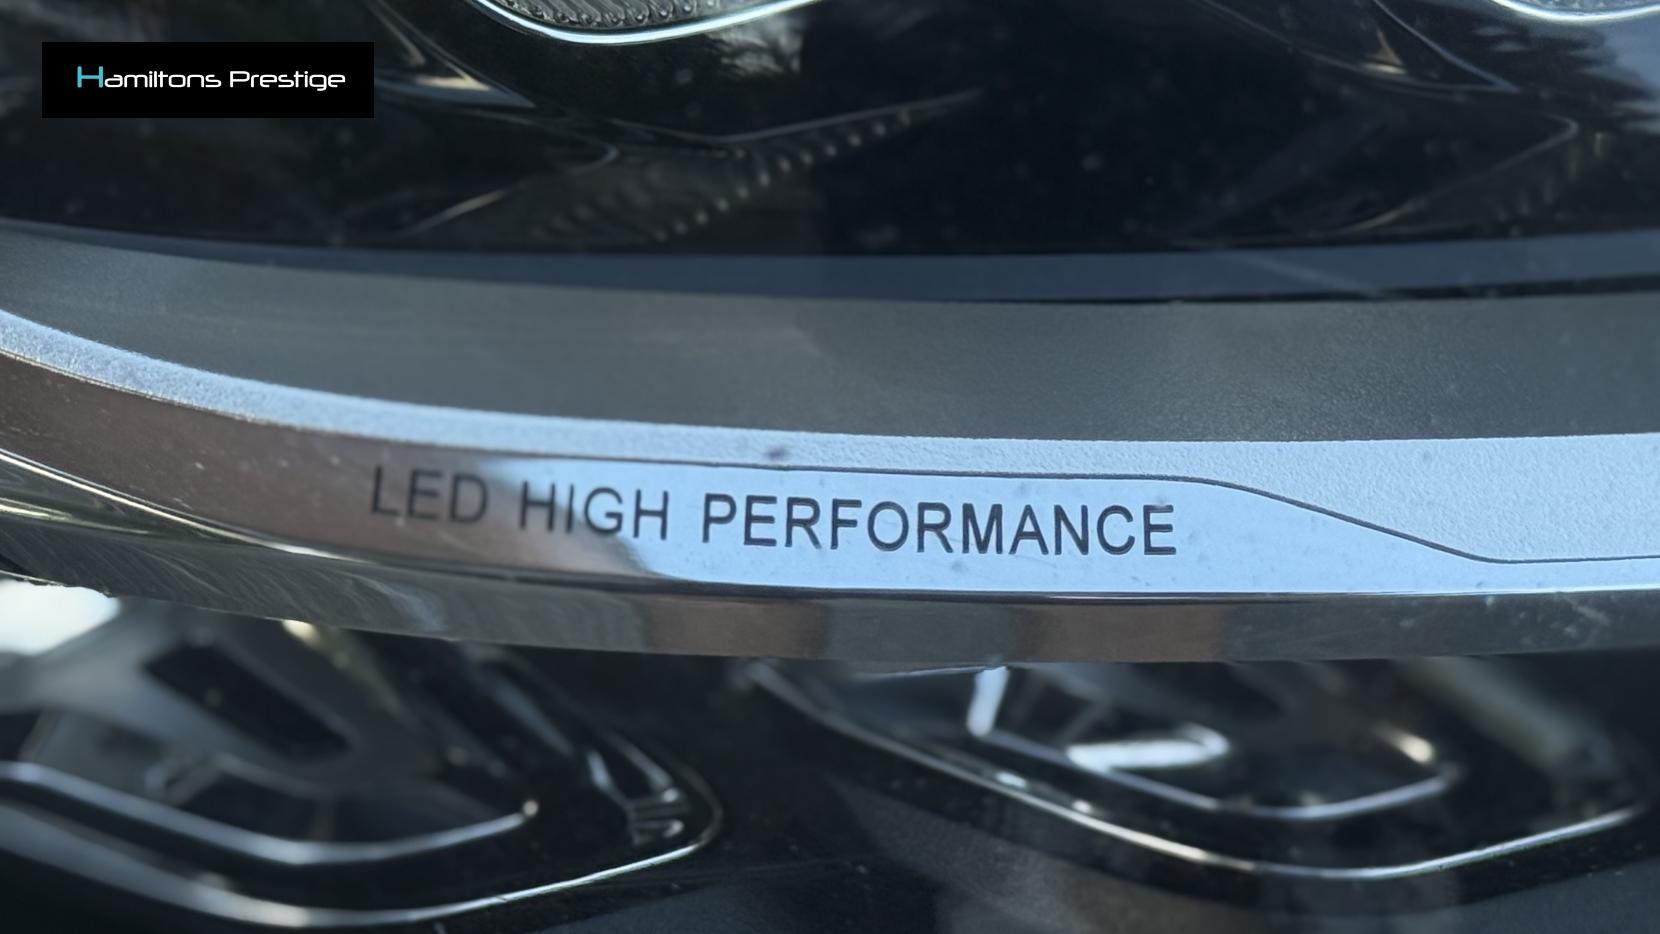 Hamiltons Prestige
LED HIGH PERFORMANCE